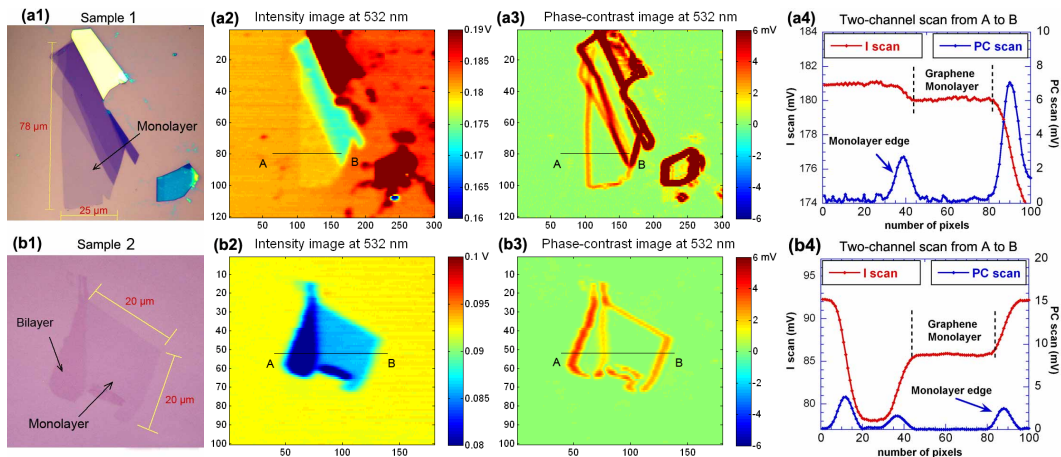 (a1) Sample 1
78 μm
Monolayer
25 μm
(a2) Intensity image at 532 nm
20
40
60
80
100
120
50 100 150 200 250 300
A
B
0.19V
0.18
0.18
0.17
0.17
0.16
(a3) Phase-contrast image at 532 nm
20
40
60
80
100
120
50 100 150 200 250 300
A
B
6 mV
4
2
0
-2
-4
-6
(a4) Two-channel scan from A to B
I scan
PC scan
Graphene
Monolayer
Monolayer edge
I scan (mV)
184
182
181
180
178
176
174
0 20 40 60 80 100
number of pixels
10
8
6
4
2
0
PC scan (mV)
(b1) Sample 2
20 μm
Bilayer
Monolayer
20 μm
(b2) Intensity image at 532 nm
10
20
30
40
50
60
70
80
90
100
50 100 150
A
B
0.1 V
0.095
0.09
0.085
0.08
(b3) Phase-contrast image at 532 nm
10
20
30
40
50
60
70
80
90
100
50 100 150
A
B
6 mV
4
2
0
-2
-4
-6
(b4) Two-channel scan from A to B
I scan
PC scan
Graphene
Monolayer
Monolayer edge
I scan (mV)
95
90
85
80
0 20 40 60 80 100
number of pixels
20
15
10
5
0
PC scan (mV)